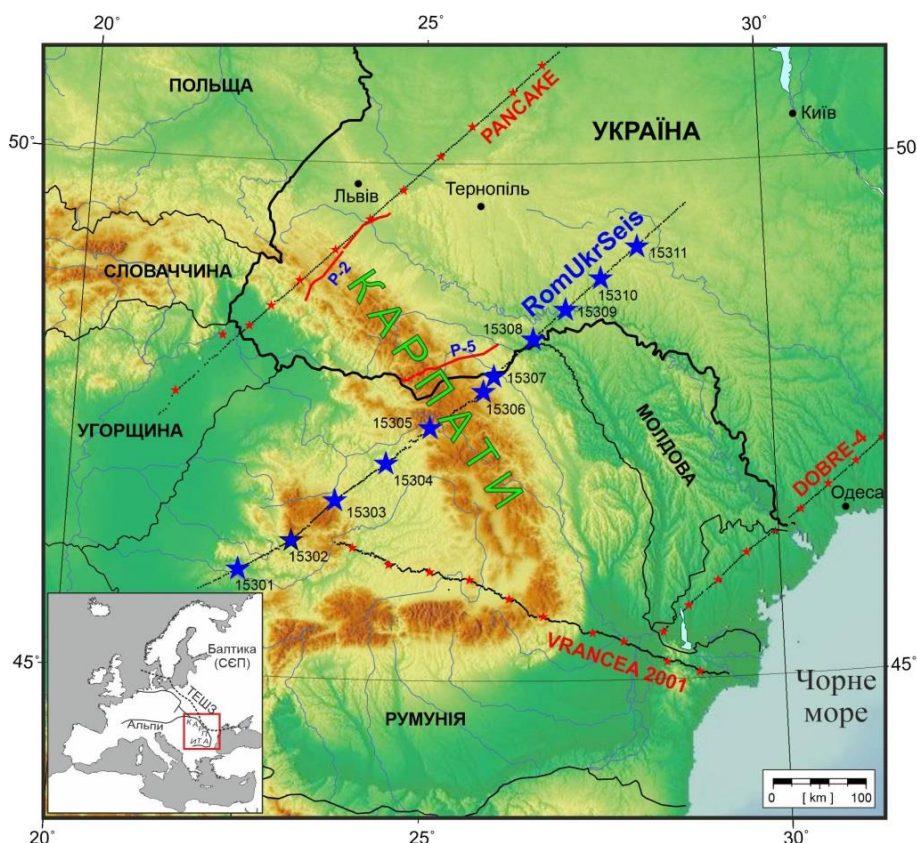 20°
25°
30°
ПОЛЬЩА
PANCAKE
УКРАЇНА
Київ
50°
50°
Львів
Тернопіль
RomUkrSeis
15311
СЛОВАЧЧИНА
P-2
15310
15309
15308
КАРПАТИ
P-5
15307
15306
УГОРЩИНА
15305
МОЛДОВА
DOBRE-4
15304
Одеса
15303
15302
15301
VRANCEA 2001
45°
45°
Балтика
(СЄП)
ТЕШЗ
Альпи
КАРП
ИТА
РУМУНІЯ
Чорне
море
0
[ km ]
100
20°
25°
30°